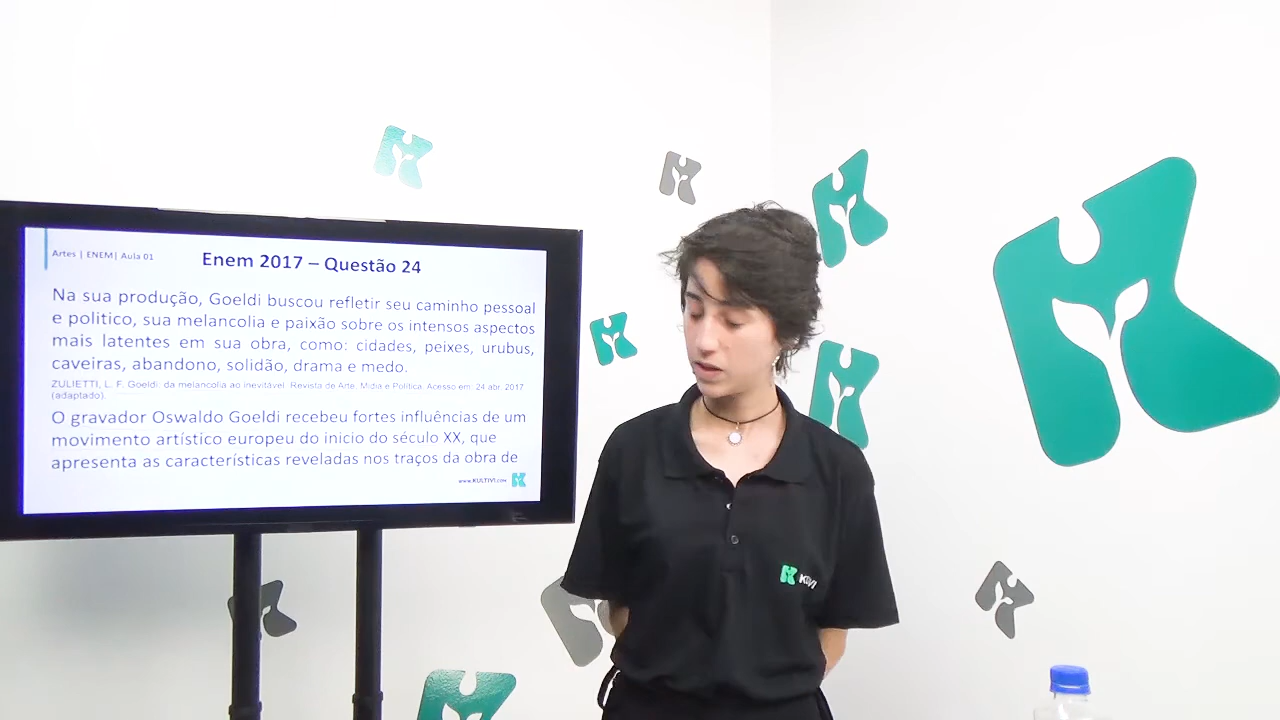 Artes | ENEM| Aula 01
Enem 2017 – Questão 24
Na sua produção, Goeldi buscou refletir seu caminho pessoal
e politico, sua melancolia e paixão sobre os intensos aspectos
mais latentes em sua obra, como: cidades, peixes, urubus,
caveiras, abandono, solidão, drama e medo.
ZULIETTI, L. F. Goeldi: da melancolia ao inevitável. Revista de Arte, Mídia e Política. Acesso em: 24 abr. 2017
(adaptado).
O gravador Oswaldo Goeldi recebeu fortes influências de um
movimento artístico europeu do inicio do século XX, que
apresenta as características reveladas nos traços da obra de
www.KULTIVI.COM